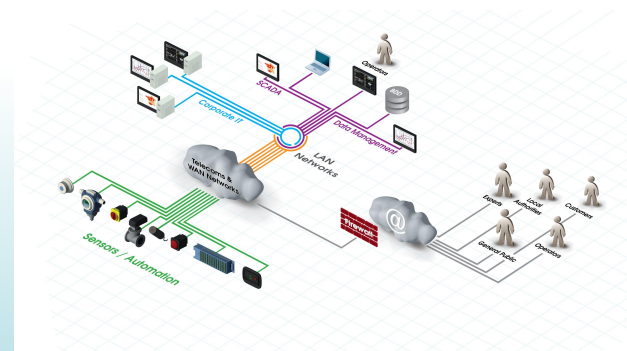 Operators
SCADA
BDD
Corporate IT
Data Management
LAN
Networks
Telecoms &
WAN Networks
Experts
Local
Authorities
Customers
@
Firewall
General Public
Operators
Sensors / Automation